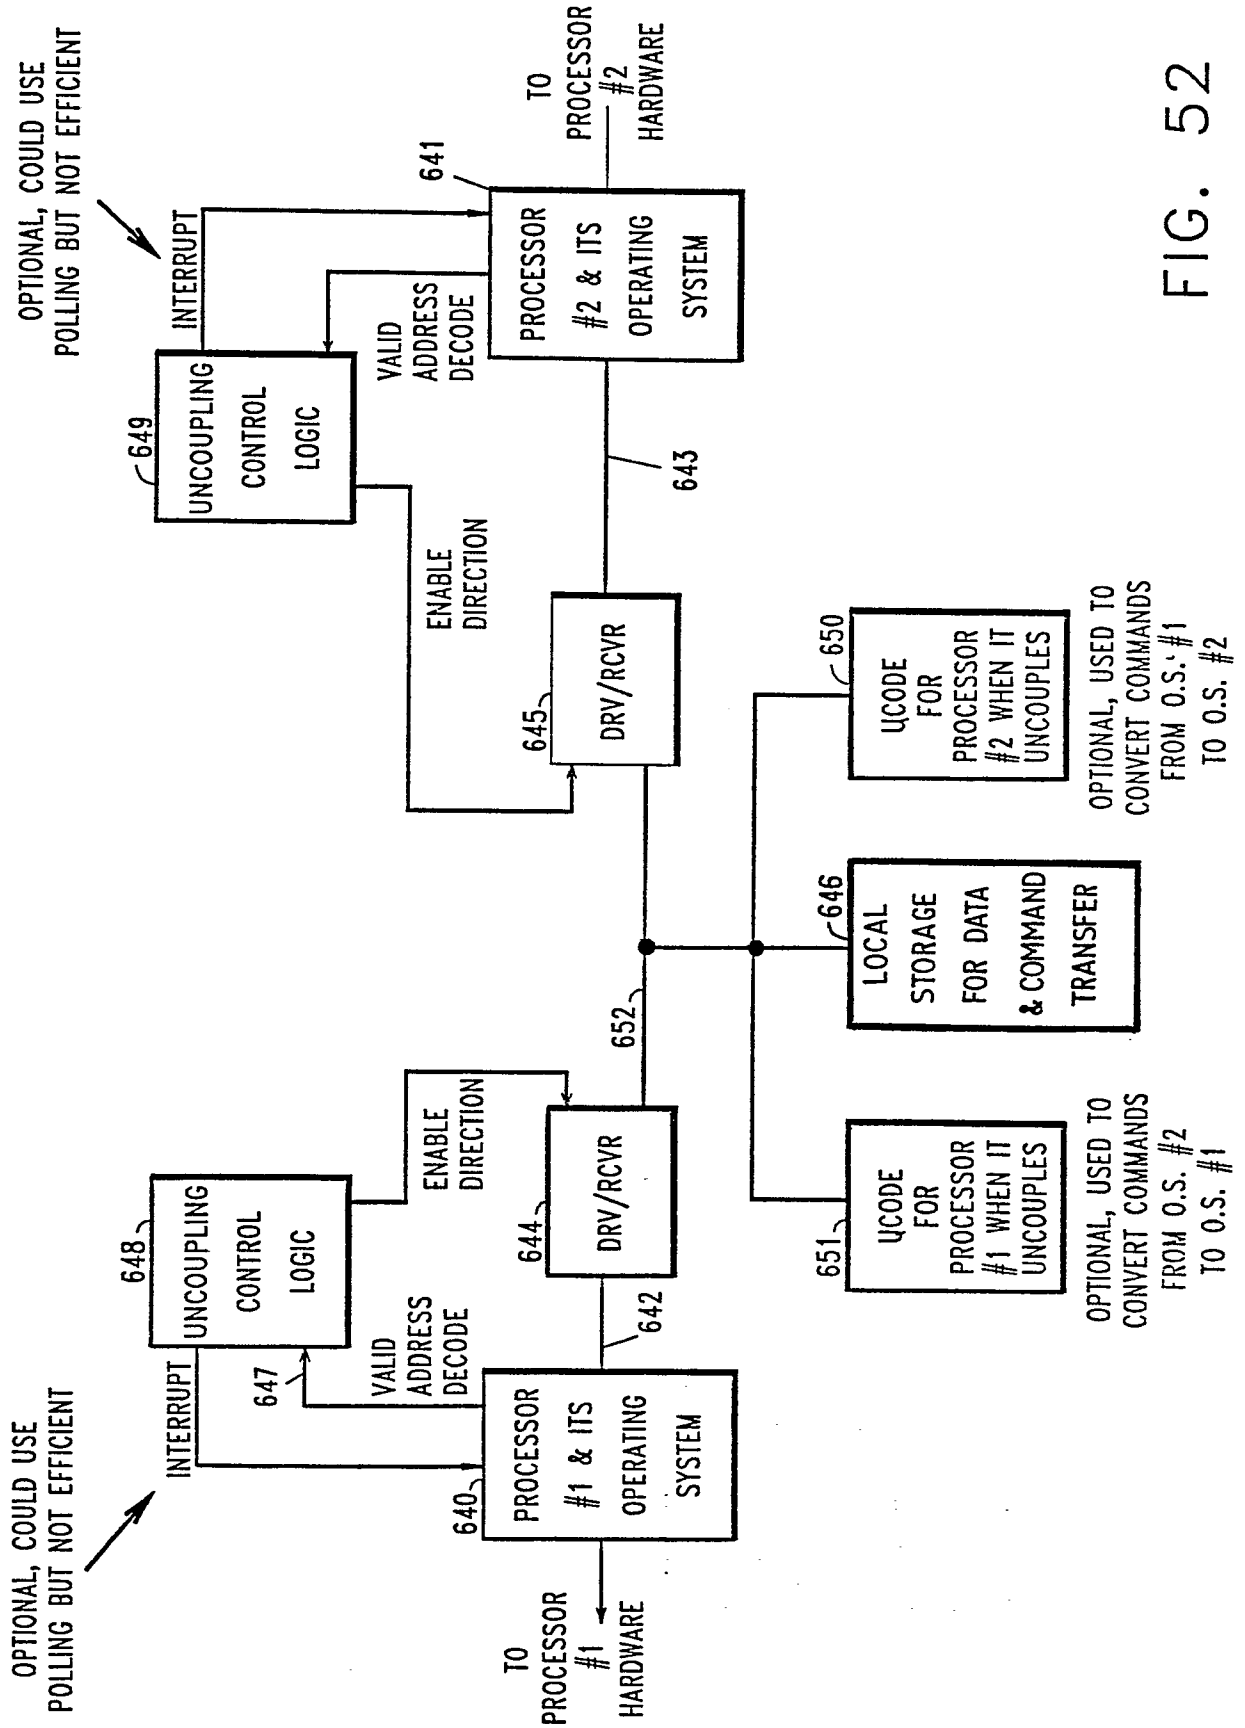 OPTIONAL, COULD USE
POLLING BUT NOT EFFICIENT
INTERRUPT
648
UNCOUPLING
CONTROL
LOGIC
647
VALID
ADDRESS
DECODE
ENABLE
DIRECTION
640
PROCESSOR
#1 & ITS
OPERATING
SYSTEM
TO
PROCESSOR
#1
HARDWARE
642
644
DRV/RCVR
652
OPTIONAL, COULD USE
POLLING BUT NOT EFFICIENT
INTERRUPT
649
UNCOUPLING
CONTROL
LOGIC
VALID
ADDRESS
DECODE
ENABLE
DIRECTION
641
PROCESSOR
#2 & ITS
OPERATING
SYSTEM
TO
PROCESSOR
#2
HARDWARE
643
645
DRV/RCVR
651
μCODE
FOR
PROCESSOR
#1 WHEN IT
UNCOUPLES
OPTIONAL, USED TO
CONVERT COMMANDS
FROM O.S. #2
TO O.S. #1
646
LOCAL
STORAGE
FOR DATA
& COMMAND
TRANSFER
650
μCODE
FOR
PROCESSOR
#2 WHEN IT
UNCOUPLES
OPTIONAL, USED TO
CONVERT COMMANDS
FROM O.S. #1
TO O.S. #2
FIG. 52